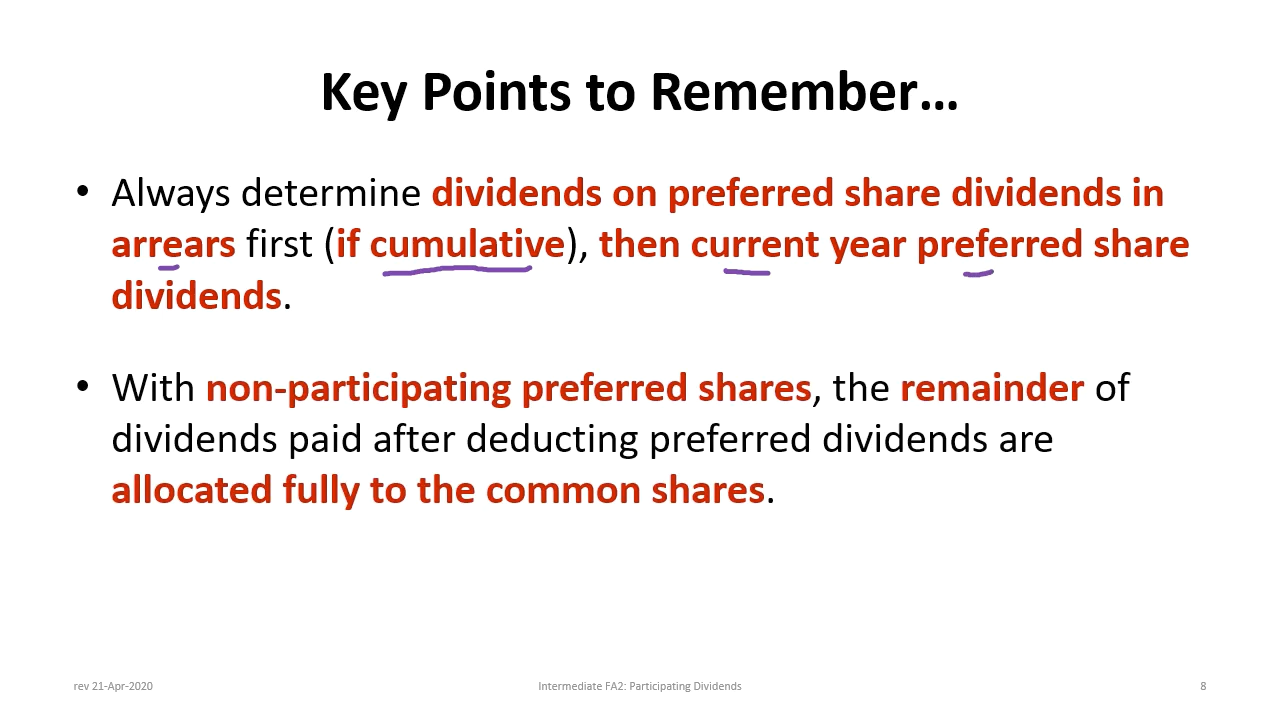 Key Points to Remember…
• Always determine dividends on preferred share dividends in
arrears first (if cumulative), then current year preferred share
dividends.
• With non-participating preferred shares, the remainder of
dividends paid after deducting preferred dividends are
allocated fully to the common shares.
rev 21-Apr-2020 Intermediate FA2: Participating Dividends 8